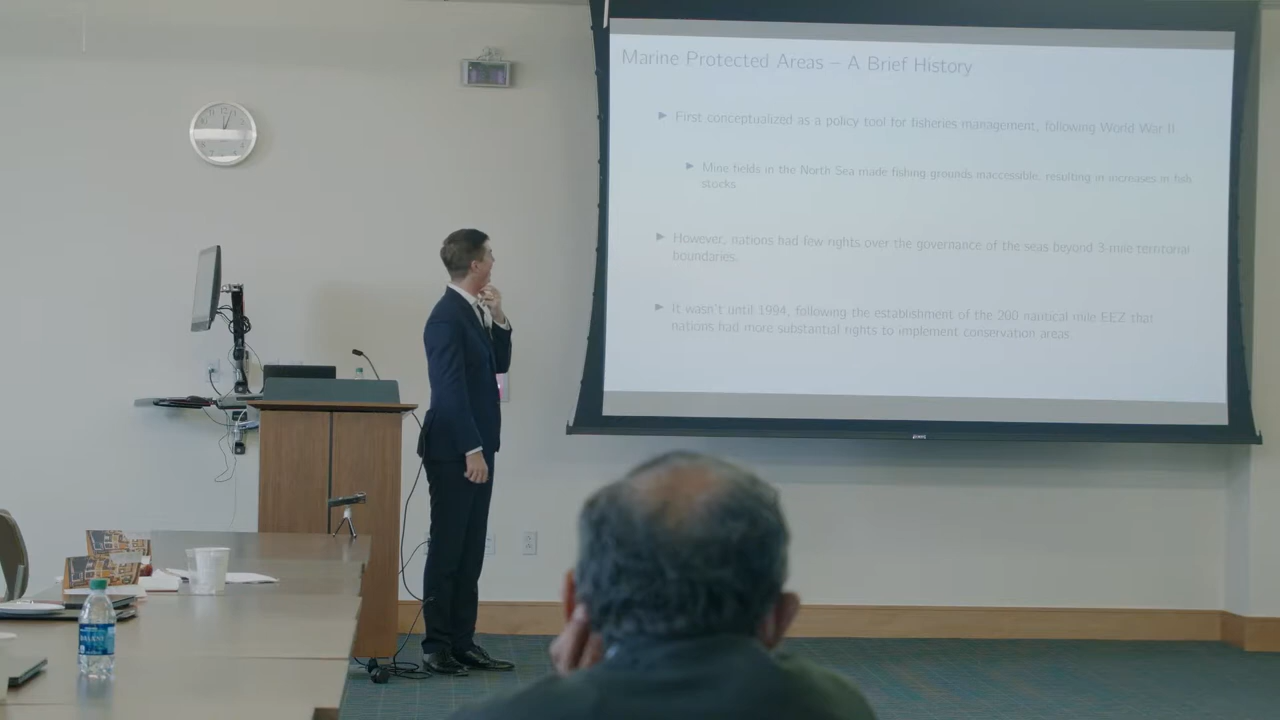 Marine Protected Areas – A Brief History
► First conceptualized as a policy tool for fisheries management, following World War II.
► Mine fields in the North Sea made fishing grounds inaccessible, resulting in increases in fish
stocks.
► However, nations had few rights over the governance of the seas beyond 3-mile territorial
boundaries.
► It wasn't until 1994, following the establishment of the 200 nautical mile EEZ that
nations had more substantial rights to implement conservation areas.